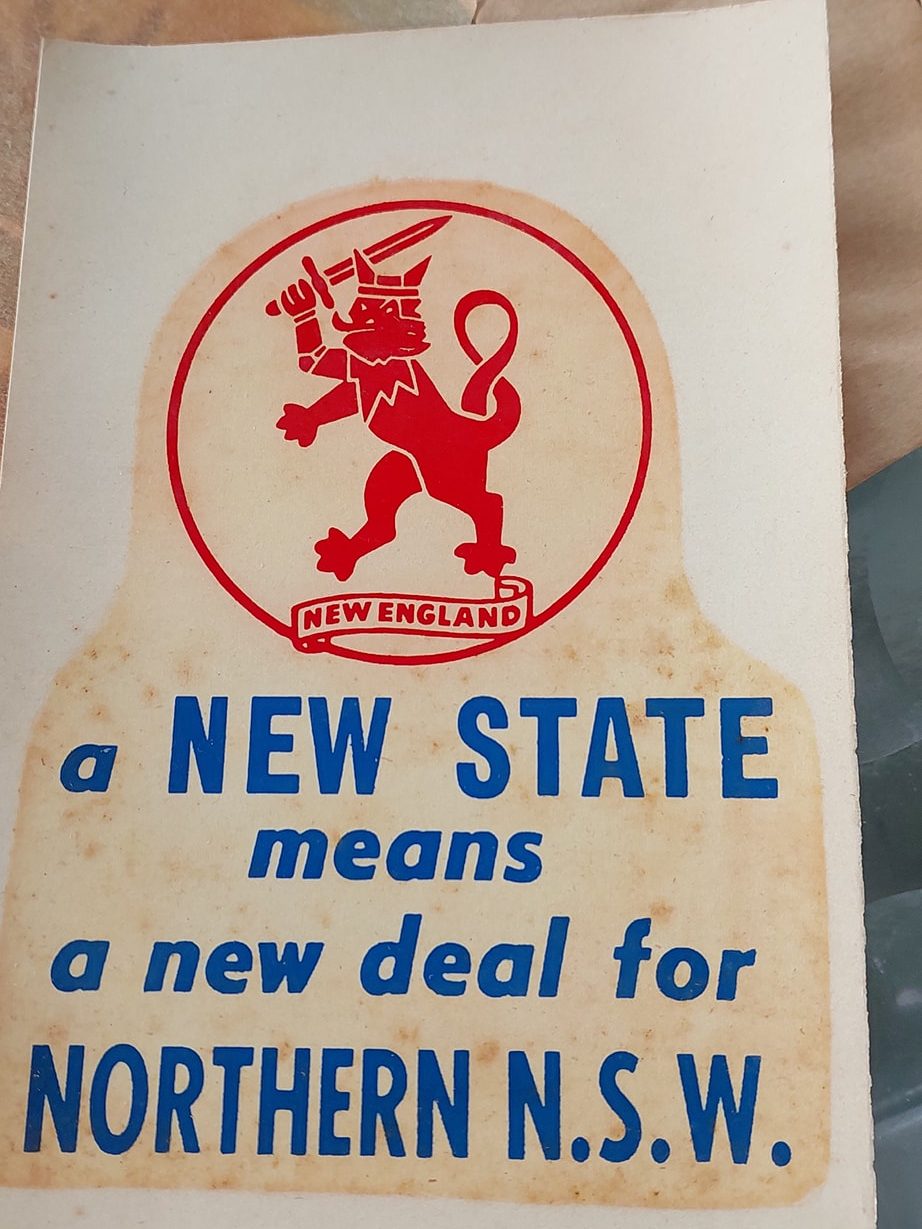 NEW ENGLAND
a NEW STATE
means
a new deal for
NORTHERN N.S.W.